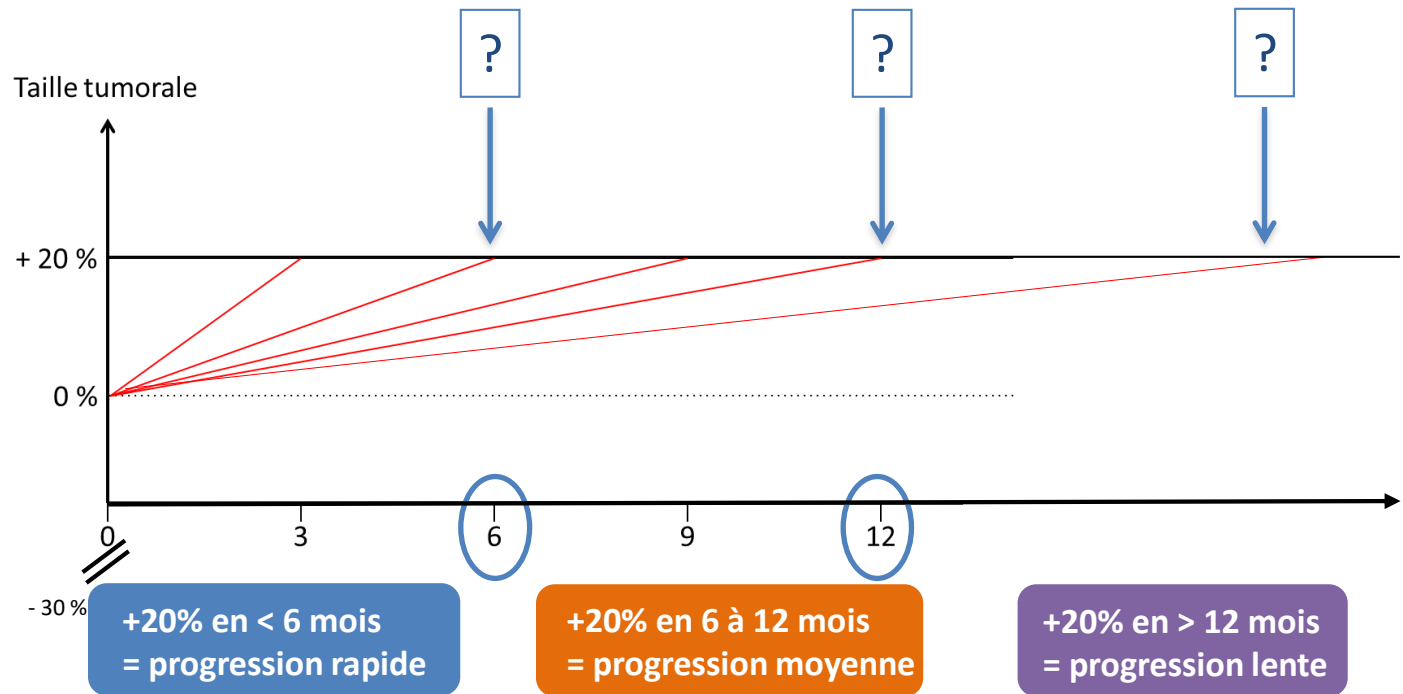 ?
?
?
Taille tumorale
+ 20 %
0 %
0
3
6
9
12
- 30 %
+20% en < 6 mois
= progression rapide
+20% en 6 à 12 mois
= progression moyenne
+20% en > 12 mois
= progression lente